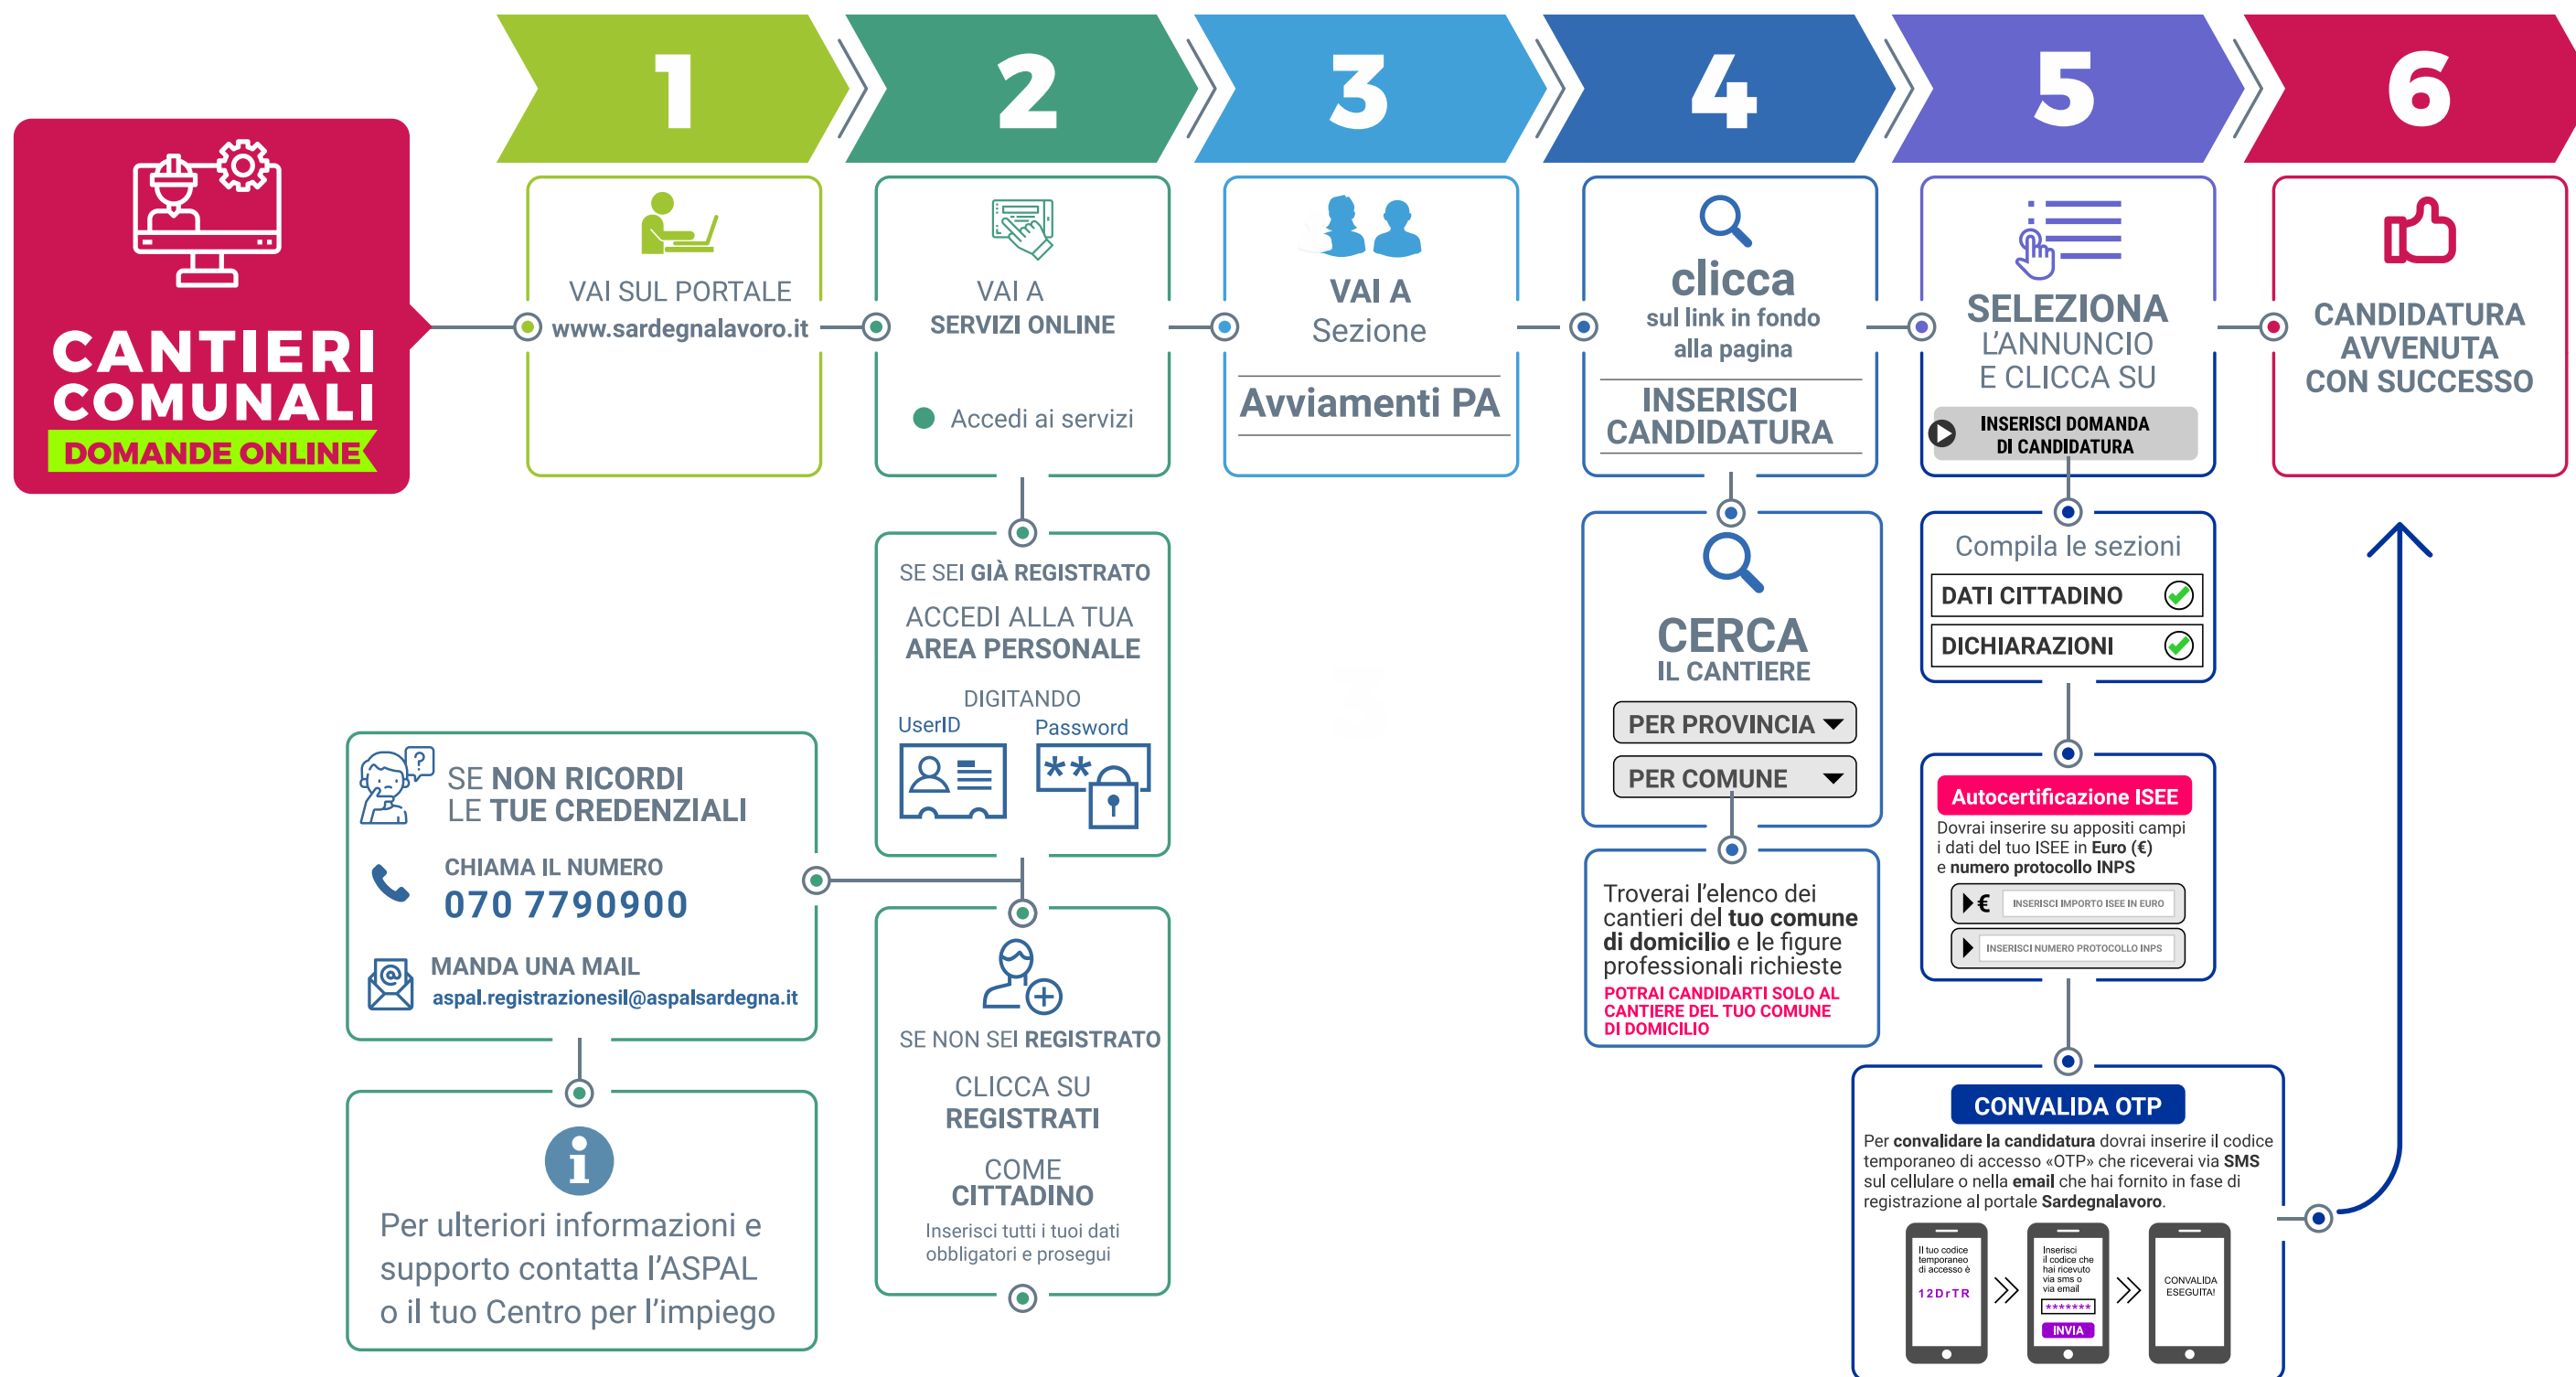 CANTIERI
COMUNALI
DOMANDE ONLINE
1
VAI SUL PORTALE
www.sardegnalavoro.it
2
VAI A
SERVIZI ONLINE
Accedi ai servizi
SE SEI GIÀ REGISTRATO
ACCEDI ALLA TUA
AREA PERSONALE
DIGITANDO
UserID
Password
**
SE NON RICORDI
LE TUE CREDENZIALI
CHIAMA IL NUMERO
070 7790900
MANDA UNA MAIL
aspal.registrazionesil@aspalsardegna.it
Per ulteriori informazioni e
supporto contatta l'ASPAL
o il tuo Centro per l'impiego
SE NON SEI REGISTRATO
CLICCA SU
REGISTRATI
COME
CITTADINO
Inserisci tutti i tuoi dati
obbligatori e prosegui
3
VAI A
Sezione
Avviamenti PA
4
clicca
sul link in fondo
alla pagina
INSERISCI
CANDIDATURA
CERCA
IL CANTIERE
PER PROVINCIA
PER COMUNE
Troverai l'elenco dei
cantieri del tuo comune
di domicilio e le figure
professionali richieste
POTRAI CANDIDARTI SOLO AL
CANTIERE DEL TUO COMUNE
DI DOMICILIO
5
SELEZIONA
L'ANNUNCIO
E CLICCA SU
INSERISCI DOMANDA
DI CANDIDATURA
Compila le sezioni
DATI CITTADINO
DICHIARAZIONI
Autocertificazione ISEE
Dovrai inserire su appositi campi
i dati del tuo ISEE in Euro (€)
e numero protocollo INPS
€ INSERISCI IMPORTO ISEE IN EURO
INSERISCI NUMERO PROTOCOLLO INPS
CONVALIDA OTP
Per convalidare la candidatura dovrai inserire il codice
temporaneo di accesso «OTP» che riceverai via SMS
sul cellulare o nella email che hai fornito in fase di
registrazione al portale Sardegnalavoro.
Il tuo codice
temporaneo
di accesso è
12DrTR
Inserisci
il codice che
hai ricevuto
via sms o
via email
*******
INVIA
CONVALIDA
ESEGUITA!
6
CANDIDATURA
AVVENUTA
CON SUCCESSO